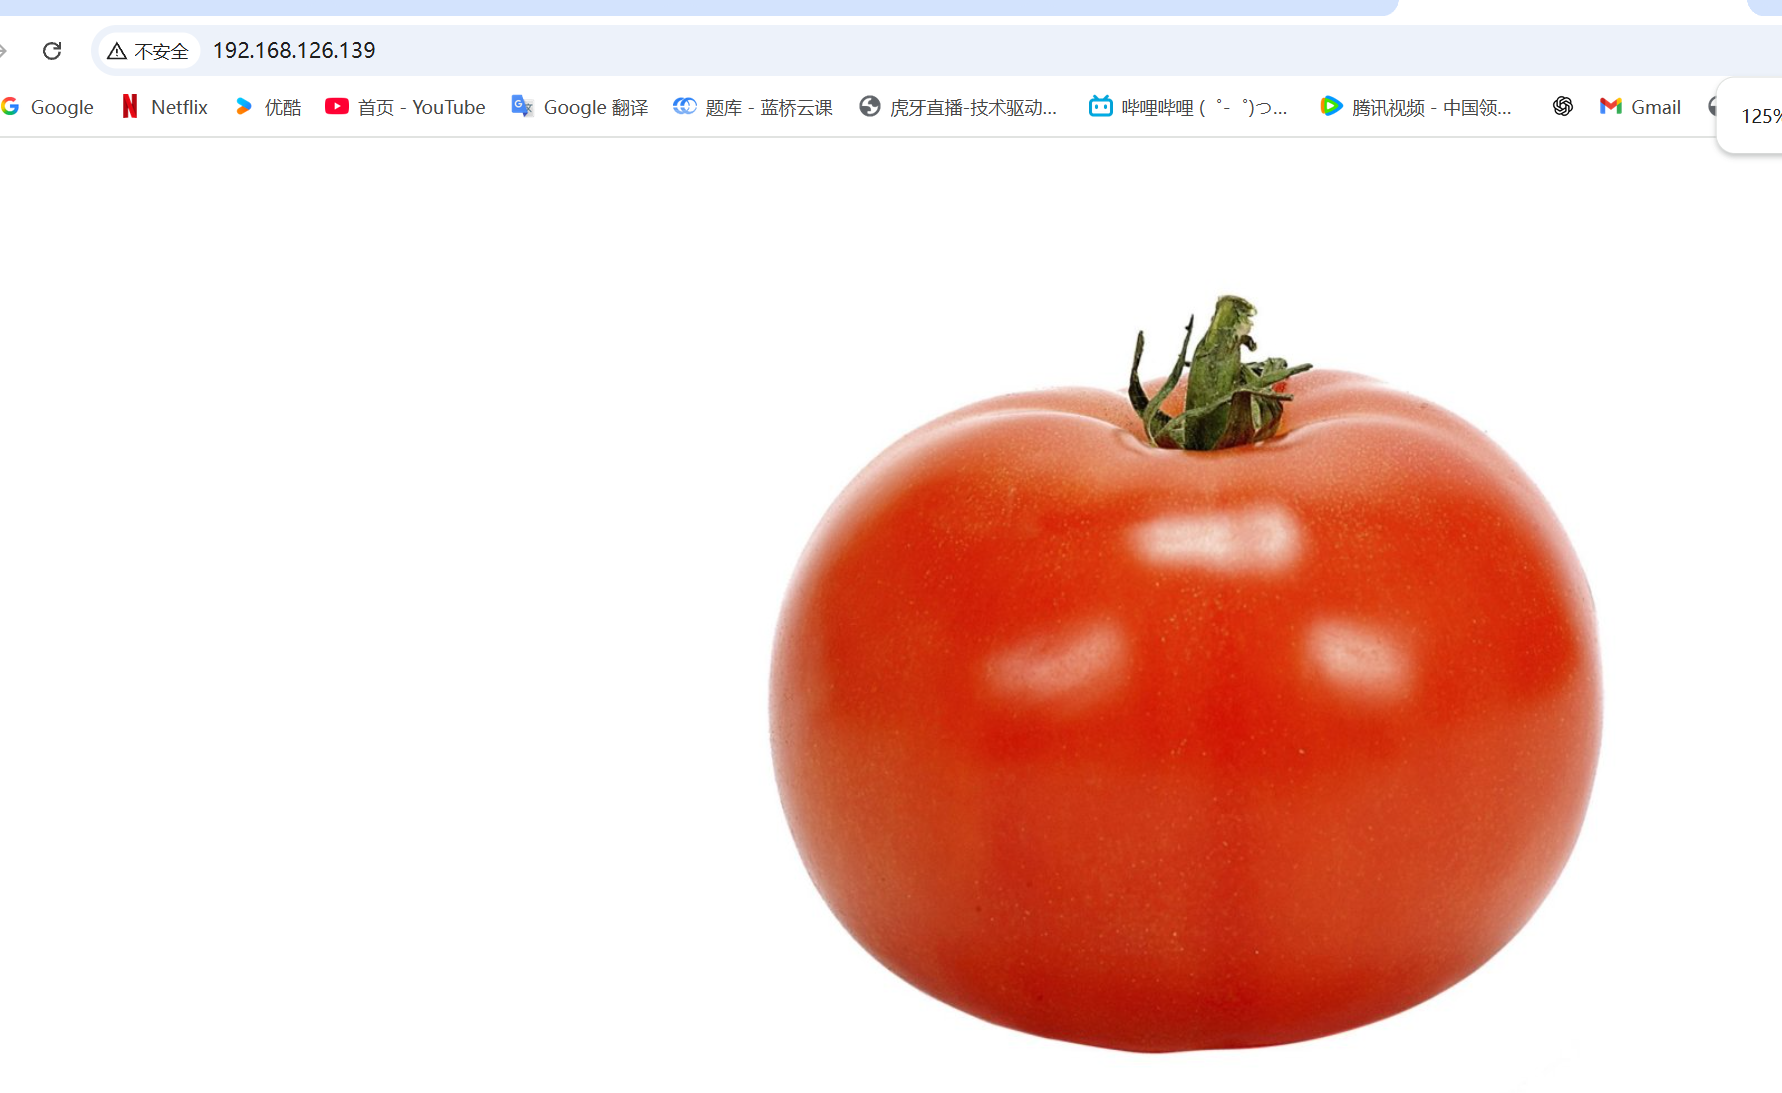 不安全 192.168.126.139
Google Netflix 优酷 首页 - YouTube Google 翻译 题库 - 蓝桥云课 虎牙直播-技术驱动... 哔哩哔哩 (゜-゜)つ... 腾讯视频 - 中国领... Gmail
125%